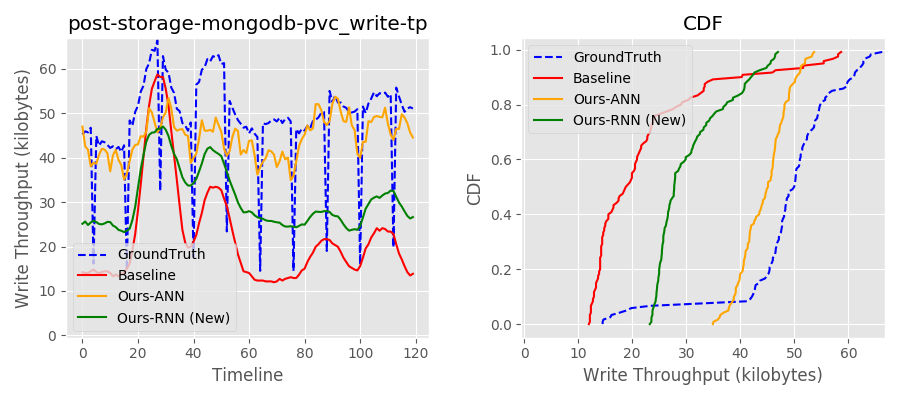 post-storage-mongodb-pvc_write-tp
Write Throughput (kilobytes)
60
50
40
30
20
10
0
GroundTruth
Baseline
Ours-ANN
Ours-RNN (New)
0 20 40 60 80 100 120
Timeline
CDF
CDF
1.0
0.8
0.6
0.4
0.2
0.0
GroundTruth
Baseline
Ours-ANN
Ours-RNN (New)
0 10 20 30 40 50 60
Write Throughput (kilobytes)